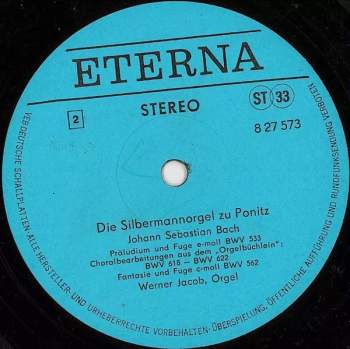 ETERNA
STEREO
ST 33
2
8 27 573
Die Silbermannorgel zu Ponitz
Johann Sebastian Bach
Präludium und Fuge e-moll BWV 533
Choralbearbeitungen aus dem „Orgelbüchlein":
BWV 618 — BWV 622
Fantasie und Fuge c-moll BWV 562
Werner Jacob, Orgel
VEB DEUTSCHE SCHALLPLATTEN · ALLE HERSTELLER- UND URHEBERRECHTE VORBEHALTEN · ÜBERSPIELUNG, ÖFFENTLICHE AUFFÜHRUNG UND RUNDFUNKSENDUNG VERBOTEN